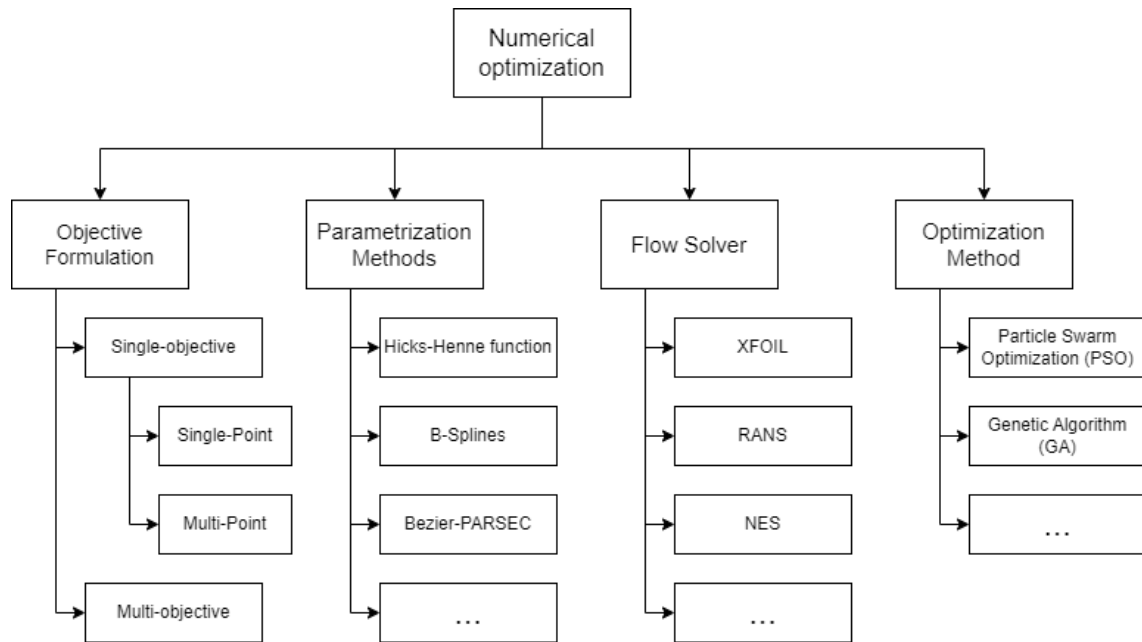 Numerical
optimization
Objective
Formulation
Single-objective
Single-Point
Multi-Point
Multi-objective
Parametrization
Methods
Hicks-Henne function
B-Splines
Bezier-PARSEC
...
Flow Solver
XFOIL
RANS
NES
...
Optimization
Method
Particle Swarm
Optimization (PSO)
Genetic Algorithm
(GA)
...